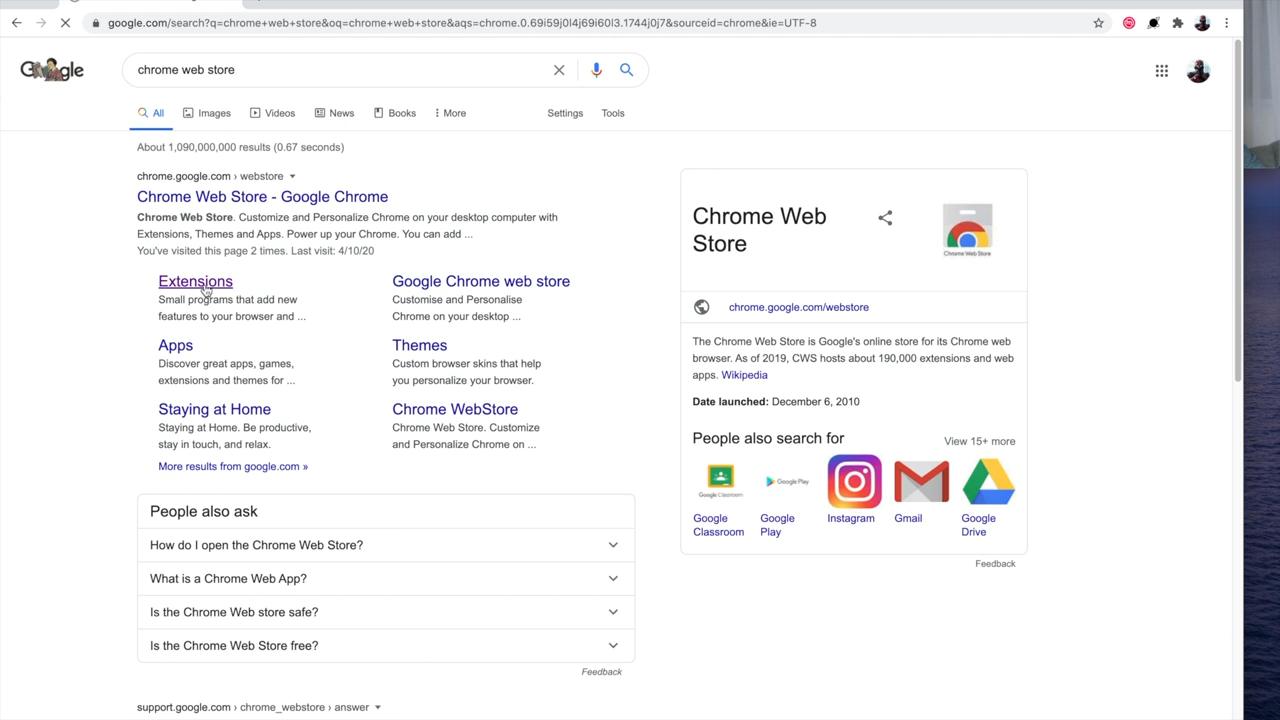 google.com/search?q=chrome+web+store&oq=chrome+web+store&aqs=chrome.0.69i59j0l4j69i60l3.1744j0j7&sourceid=chrome&ie=UTF-8
Google
chrome web store
All Images Videos News Books More Settings Tools
About 1,090,000,000 results (0.67 seconds)
chrome.google.com › webstore
Chrome Web Store - Google Chrome
Chrome Web Store. Customize and Personalize Chrome on your desktop computer with
Extensions, Themes and Apps. Power up your Chrome. You can add ...
You've visited this page 2 times. Last visit: 4/10/20
Extensions
Small programs that add new
features to your browser and ...
Google Chrome web store
Customise and Personalise
Chrome on your desktop ...
Apps
Discover great apps, games,
extensions and themes for ...
Themes
Custom browser skins that help
you personalize your browser.
Staying at Home
Staying at Home. Be productive,
stay in touch, and relax.
Chrome WebStore
Chrome Web Store. Customize
and Personalize Chrome on ...
More results from google.com »
People also ask
How do I open the Chrome Web Store?
What is a Chrome Web App?
Is the Chrome Web store safe?
Is the Chrome Web Store free?
Feedback
support.google.com › chrome_webstore › answer
Chrome Web
Store
Chrome Web Store
chrome.google.com/webstore
The Chrome Web Store is Google's online store for its Chrome web
browser. As of 2019, CWS hosts about 190,000 extensions and web
apps. Wikipedia
Date launched: December 6, 2010
People also search for
View 15+ more
Google Classroom
Google Play
Google
Classroom
Google
Play
Instagram
Gmail
Google
Drive
Feedback